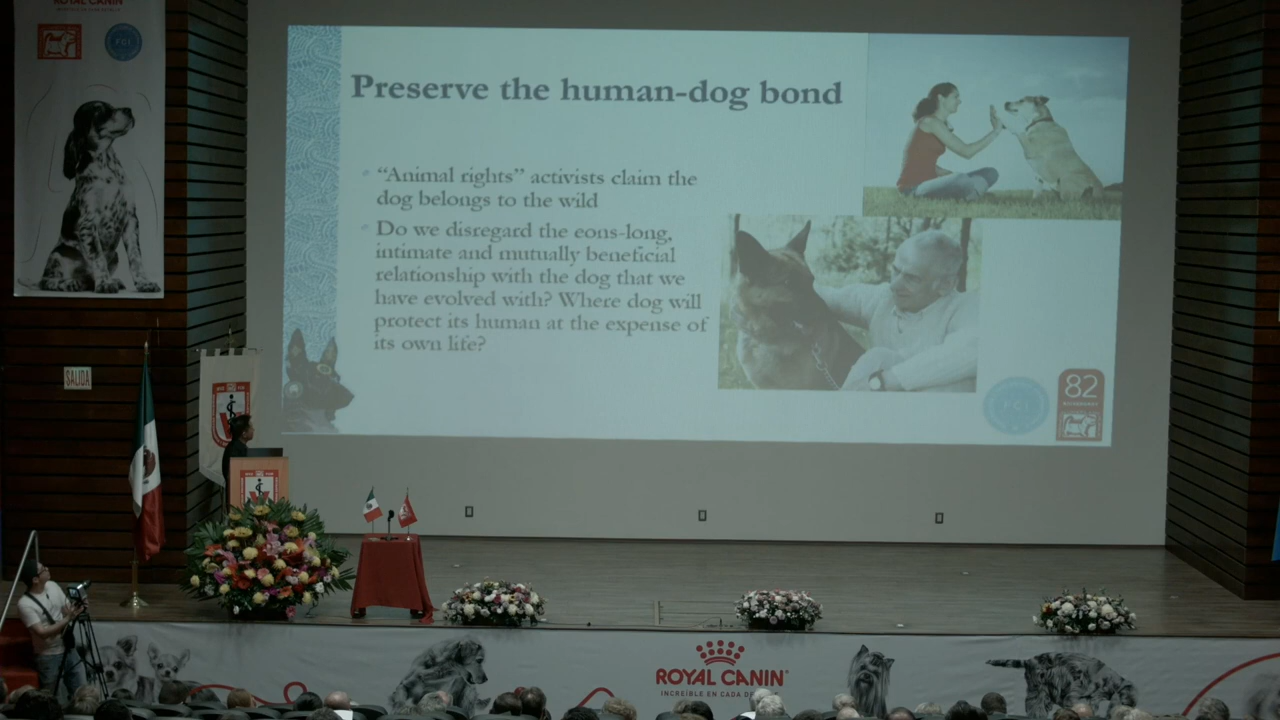 ROYAL CANIN
FCI
Preserve the human-dog bond
“Animal rights” activists claim the
dog belongs to the wild
Do we disregard the eons-long,
intimate and mutually beneficial
relationship with the dog that we
have evolved with? Where dog will
protect its human at the expense of
its own life?
FCI
82
SALIDA
ROYAL CANIN
INCREÍBLE EN CADA